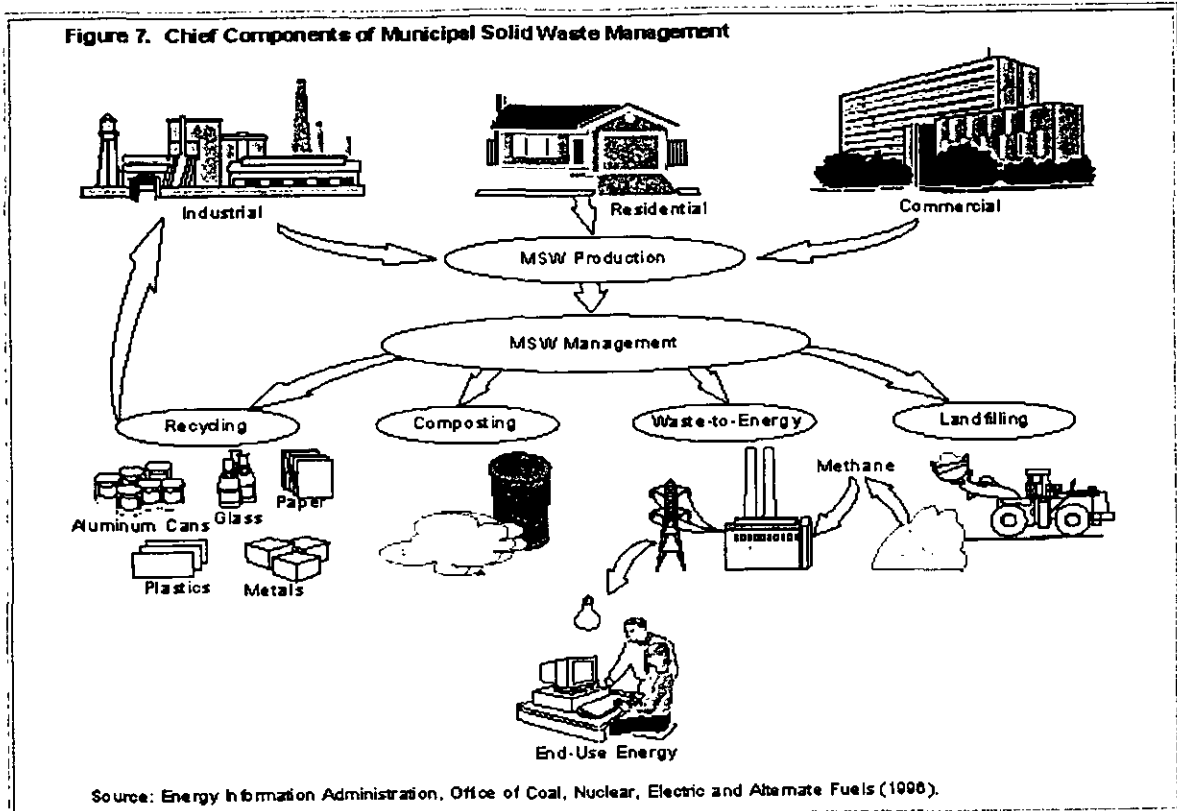 Figure 7. Chief Components of Municipal Solid Waste Management
Industrial
Residential
Commercial
MSW Production
MSW Management
Recycling
Composting
Waste-to-Energy
Landfilling
Methane
Aluminum Cans
Glass
Paper
Plastics
Metals
End-Use Energy
Source: Energy Information Administration, Office of Coal, Nuclear, Electric and Alternate Fuels (1996).